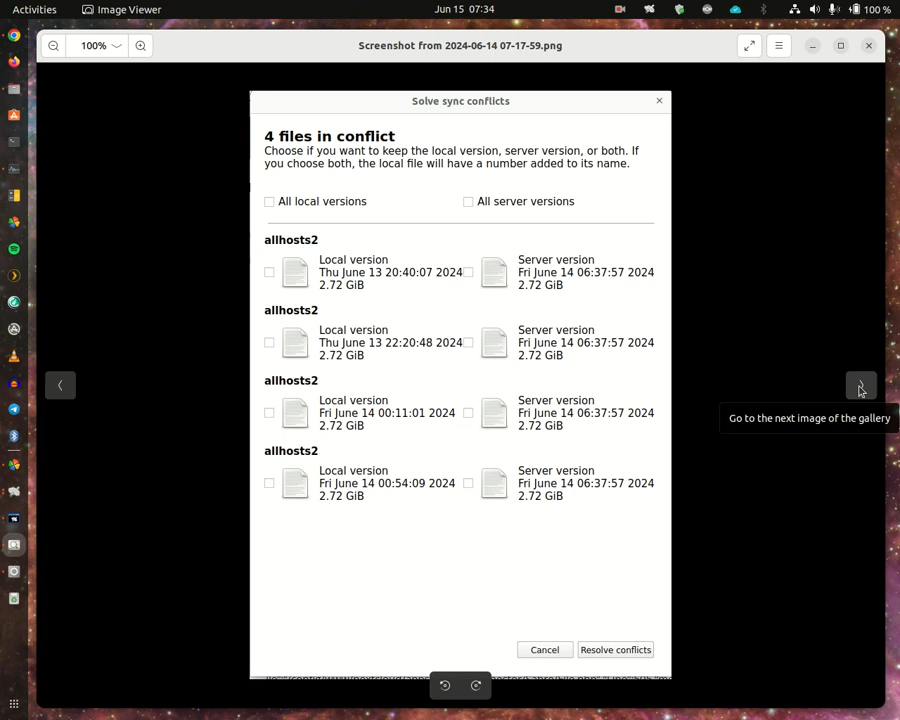 Activities
Image Viewer
Jun 15 07:34
100 %
100%
Screenshot from 2024-06-14 07-17-59.png
Solve sync conflicts
4 files in conflict
Choose if you want to keep the local version, server version, or both. If
you choose both, the local file will have a number added to its name.
All local versions
All server versions
allhosts2
Local version
Thu June 13 20:40:07 2024
2.72 GiB
Server version
Fri June 14 06:37:57 2024
2.72 GiB
allhosts2
Local version
Thu June 13 22:20:48 2024
2.72 GiB
Server version
Fri June 14 06:37:57 2024
2.72 GiB
allhosts2
Local version
Fri June 14 00:11:01 2024
2.72 GiB
Server version
Fri June 14 06:37:57 2024
2.72 GiB
allhosts2
Local version
Fri June 14 00:54:09 2024
2.72 GiB
Server version
Fri June 14 06:37:57 2024
2.72 GiB
Go to the next image of the gallery
Cancel
Resolve conflicts